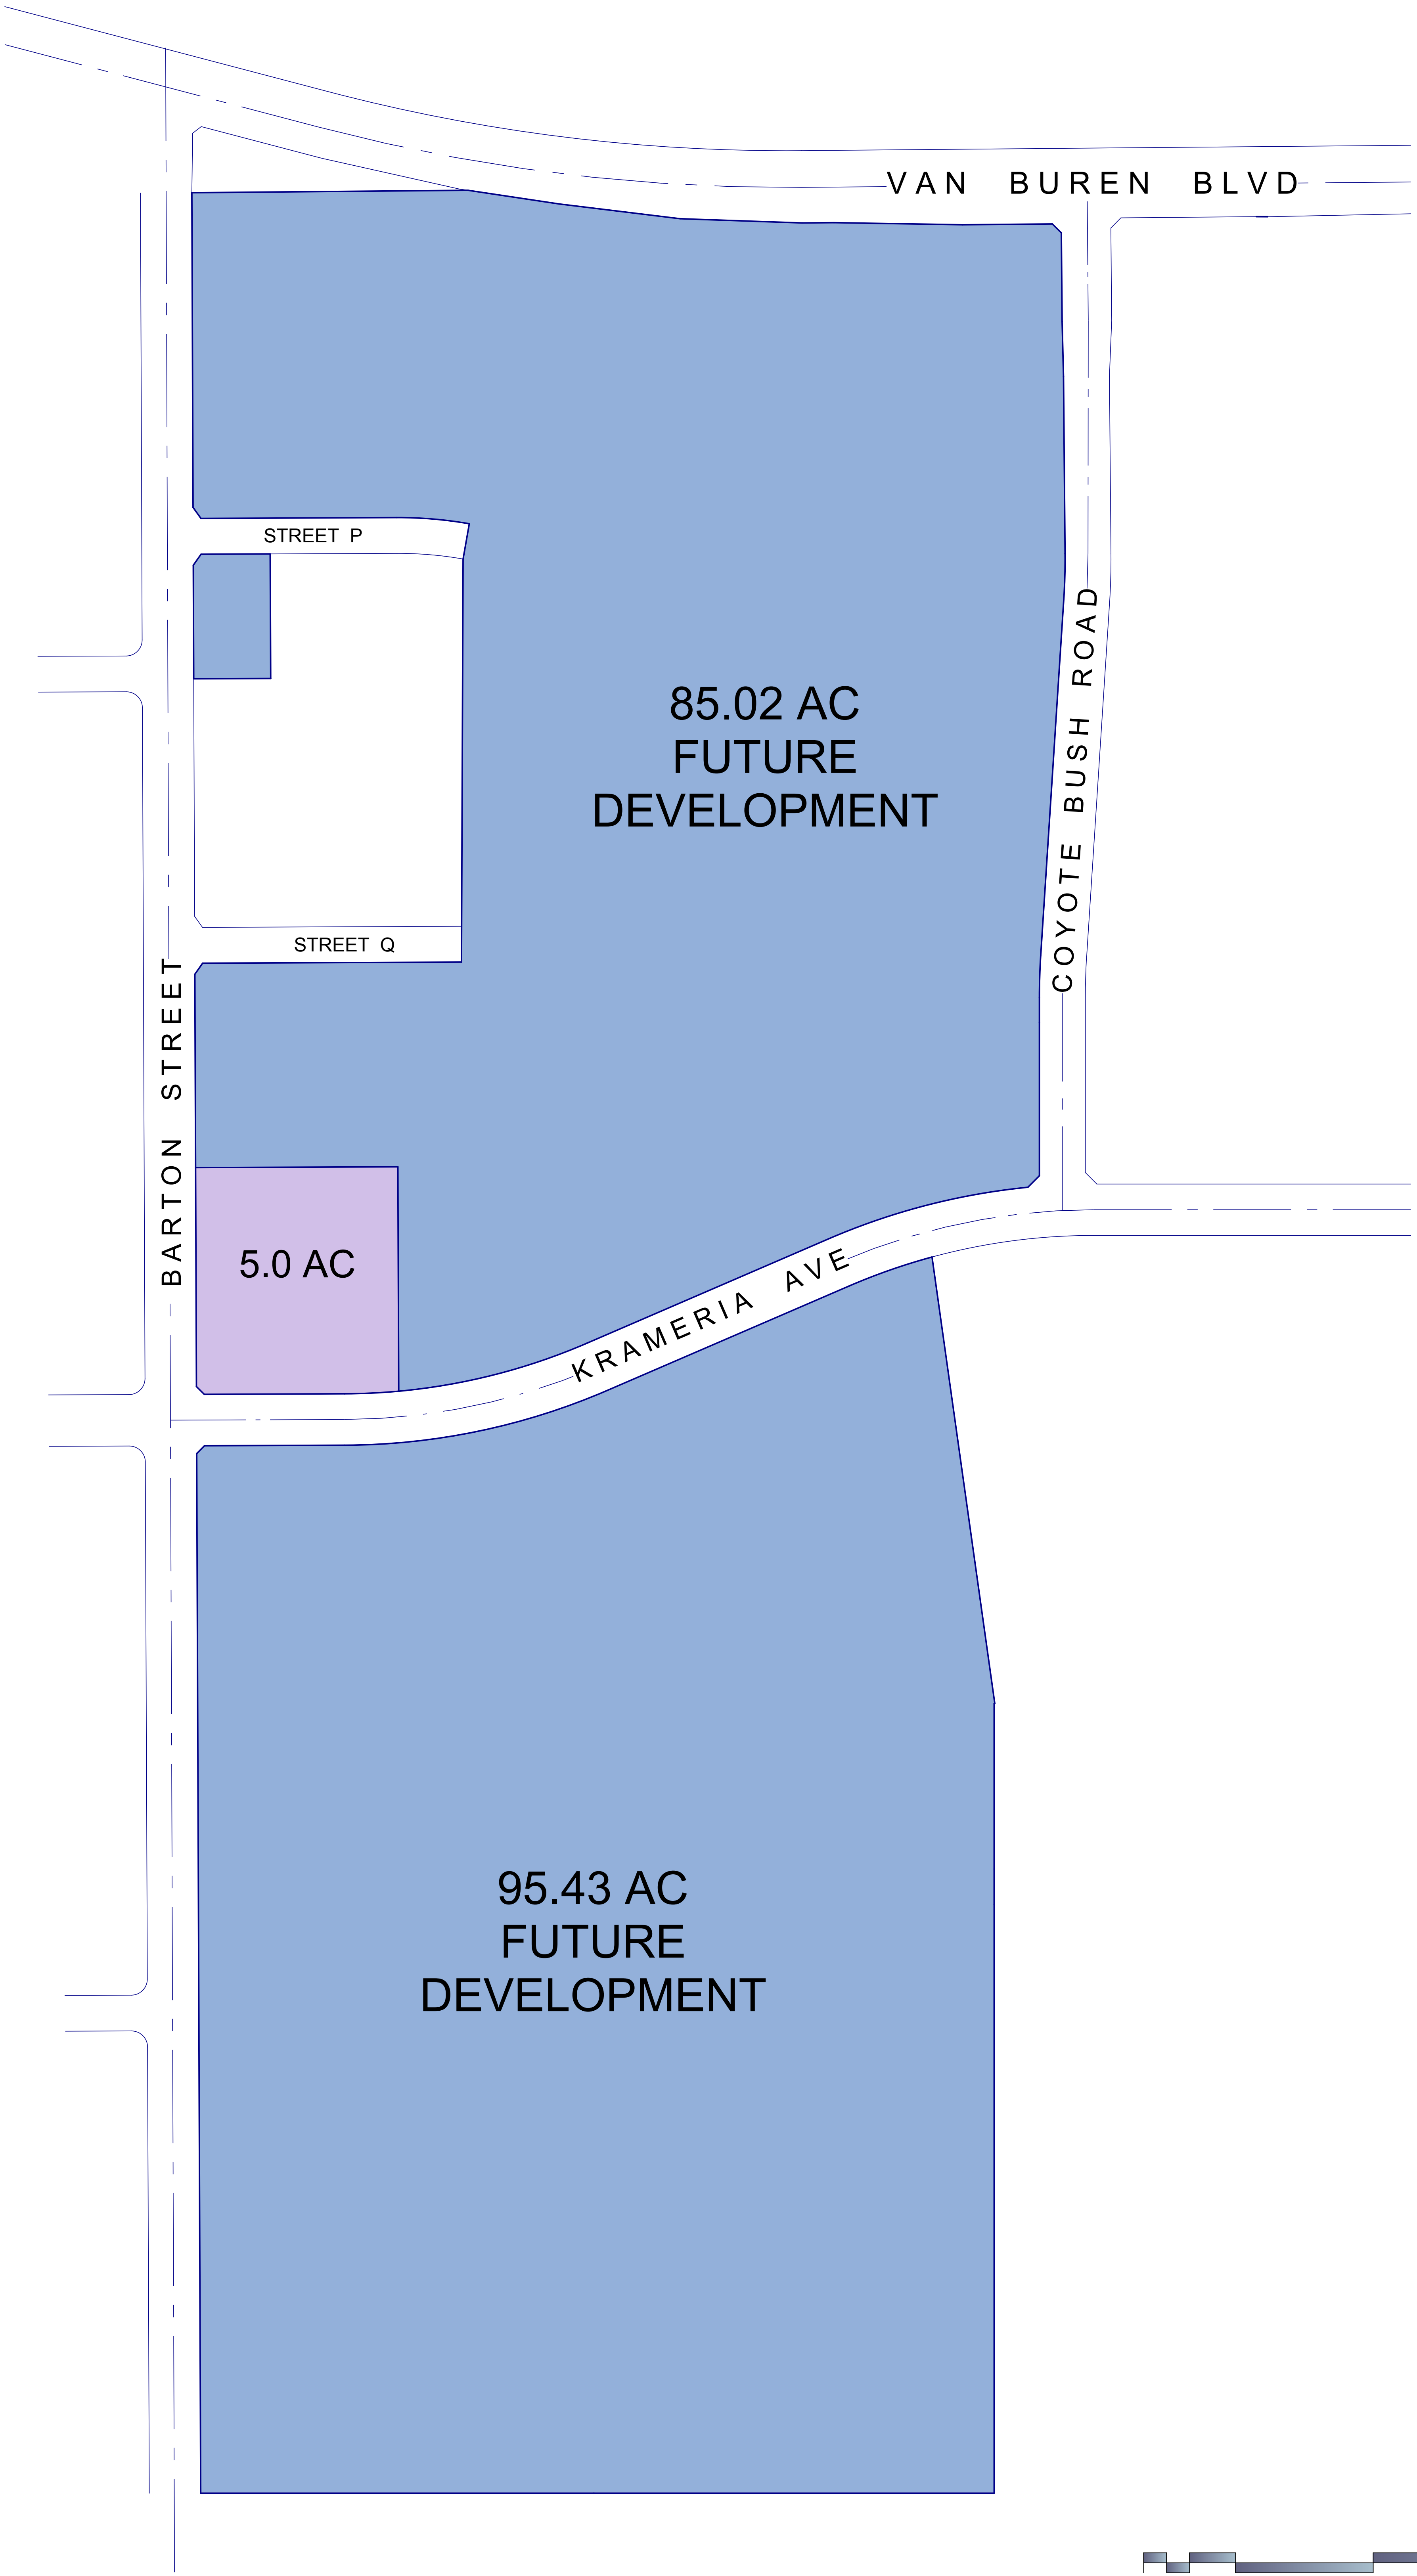 VAN BUREN BLVD
STREET P
85.02 AC
FUTURE
DEVELOPMENT
COYOTE BUSH ROAD
STREET Q
BARTON STREET
5.0 AC
KRAMERIA AVE
95.43 AC
FUTURE
DEVELOPMENT